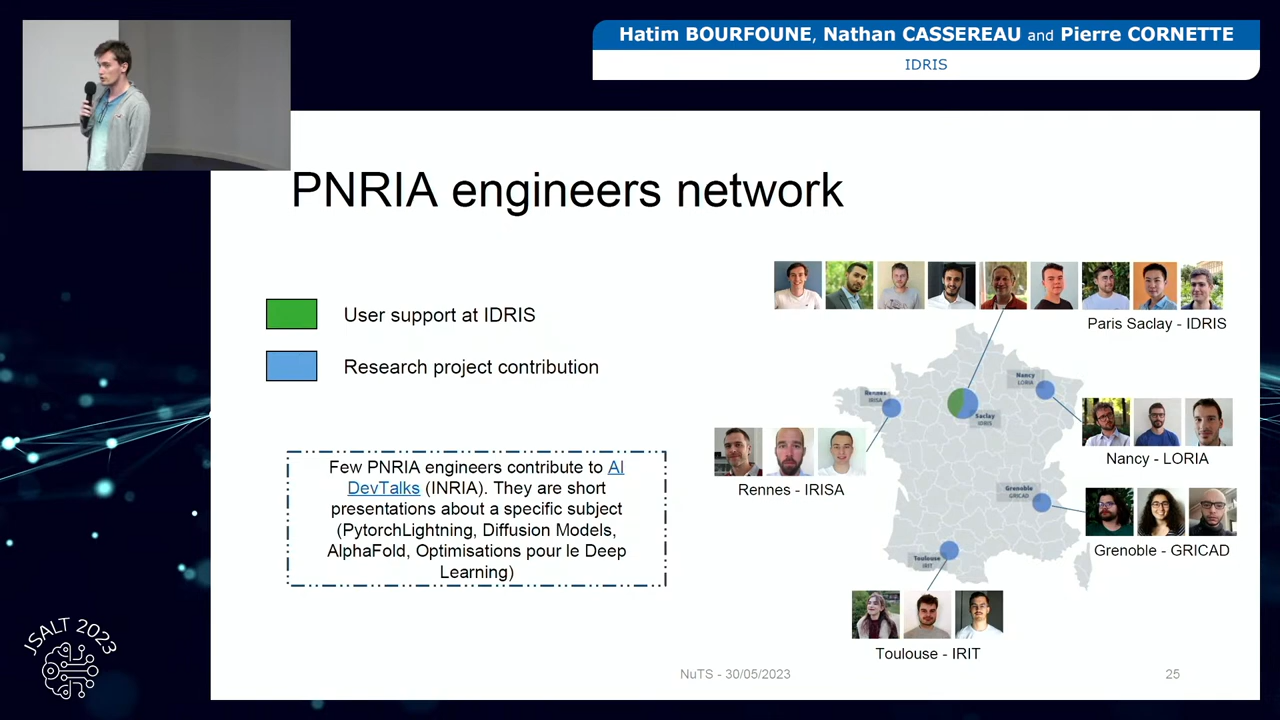 Hatim BOURFOUNE, Nathan CASSEREAU and Pierre CORNETTE
IDRIS
PNRIA engineers network
User support at IDRIS
Research project contribution
Few PNRIA engineers contribute to AI
DevTalks (INRIA). They are short
presentations about a specific subject
(PytorchLightning, Diffusion Models,
AlphaFold, Optimisations pour le Deep
Learning)
Paris Saclay - IDRIS
Nancy
LORIA
Rennes
IRISA
Saclay
IDRIS
Nancy - LORIA
Rennes - IRISA
Grenoble
GRICAD
Grenoble - GRICAD
Toulouse
IRIT
Toulouse - IRIT
NuTS - 30/05/2023
25
JSALT 2023